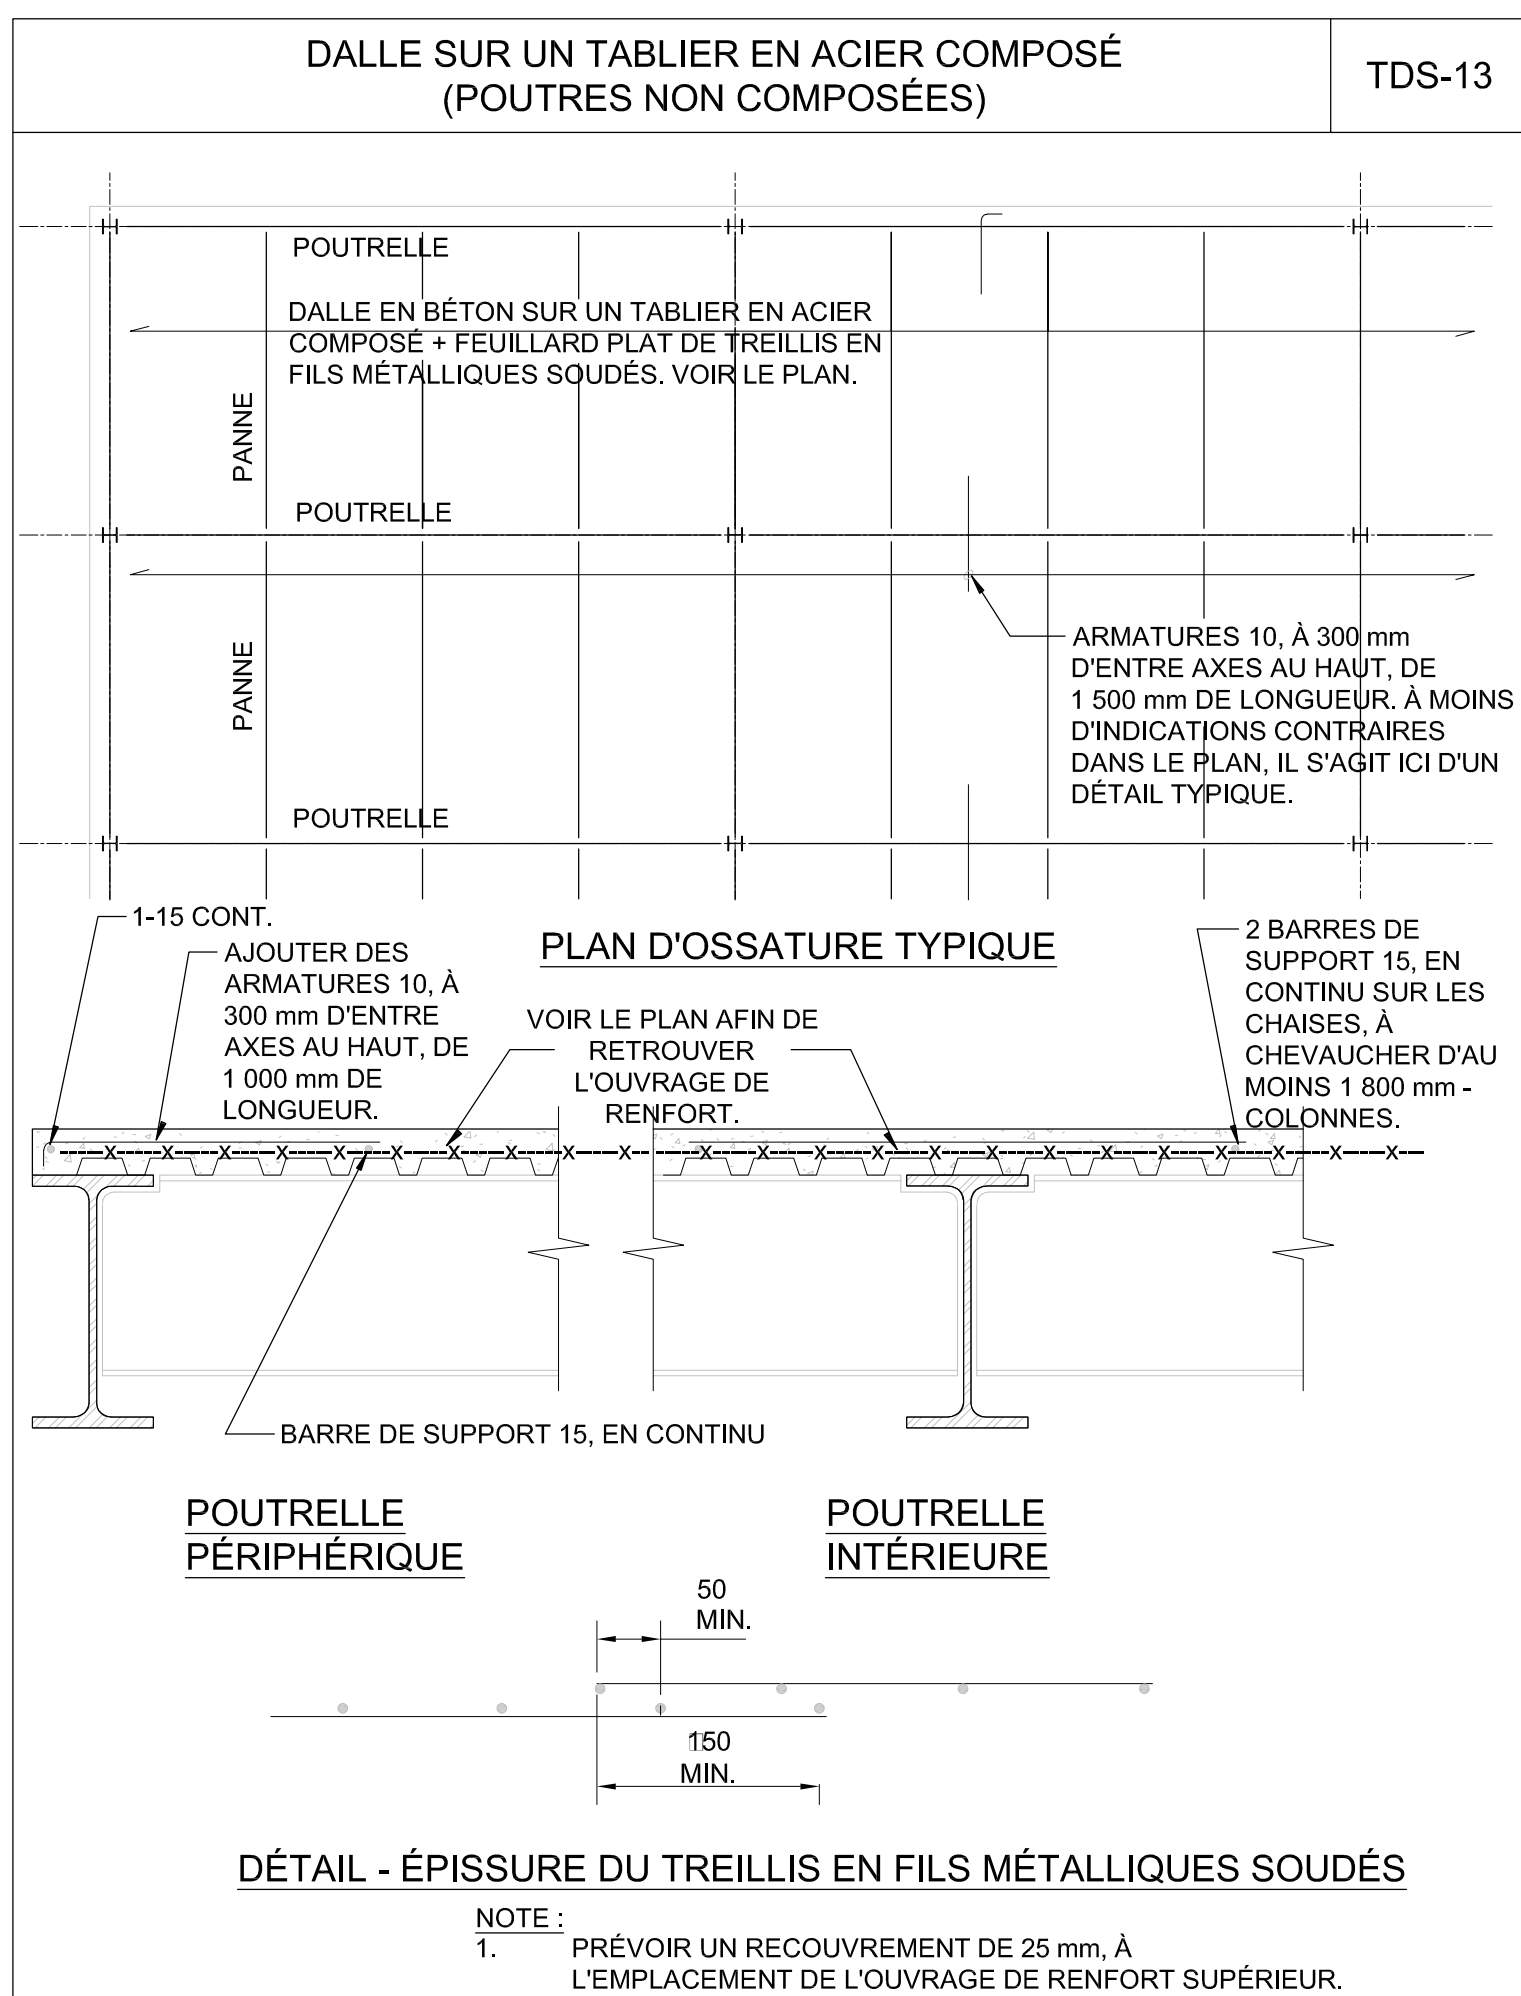 DALLE SUR UN TABLIER EN ACIER COMPOSÉ
(POUTRES NON COMPOSÉES)
TDS-13
POUTRELLE
DALLE EN BÉTON SUR UN TABLIER EN ACIER
COMPOSÉ + FEUILLARD PLAT DE TREILLIS EN
FILS MÉTALLIQUES SOUDÉS. VOIR LE PLAN.
PANNE
POUTRELLE
PANNE
ARMATURES 10, À 300 mm
D'ENTRE AXES AU HAUT, DE
1 500 mm DE LONGUEUR. À MOINS
D'INDICATIONS CONTRAIRES
DANS LE PLAN, IL S'AGIT ICI D'UN
DÉTAIL TYPIQUE.
POUTRELLE
PLAN D'OSSATURE TYPIQUE
1-15 CONT.
AJOUTER DES
ARMATURES 10, À
300 mm D'ENTRE
AXES AU HAUT, DE
1 000 mm DE
LONGUEUR.
VOIR LE PLAN AFIN DE
RETROUVER
L'OUVRAGE DE
RENFORT.
2 BARRES DE
SUPPORT 15, EN
CONTINU SUR LES
CHAISES, À
CHEVAUCHER D'AU
MOINS 1 800 mm -
COLONNES.
BARRE DE SUPPORT 15, EN CONTINU
POUTRELLE
PÉRIPHÉRIQUE
POUTRELLE
INTÉRIEURE
50
MIN.
150
MIN.
DÉTAIL - ÉPISSURE DU TREILLIS EN FILS MÉTALLIQUES SOUDÉS
NOTE :
1. PRÉVOIR UN RECOUVREMENT DE 25 mm, À
L'EMPLACEMENT DE L'OUVRAGE DE RENFORT SUPÉRIEUR.